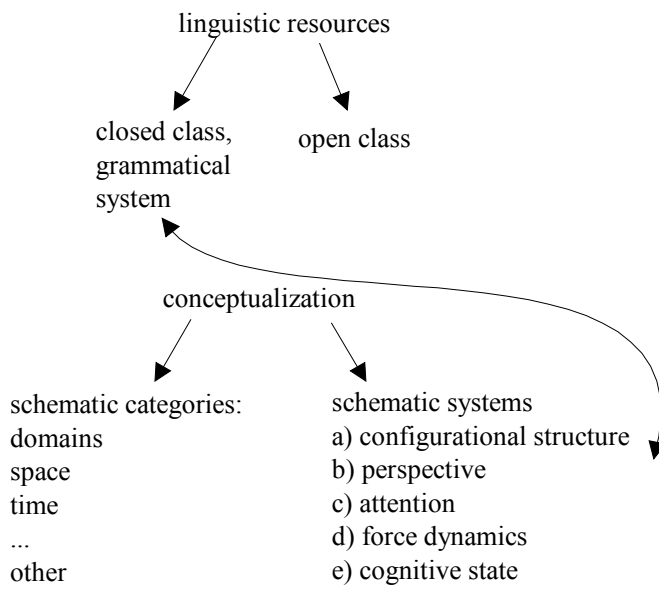 linguistic resources
closed class,
grammatical
system
open class
conceptualization
schematic categories:
domains
space
time
...
other
schematic systems
a) configurational structure
b) perspective
c) attention
d) force dynamics
e) cognitive state